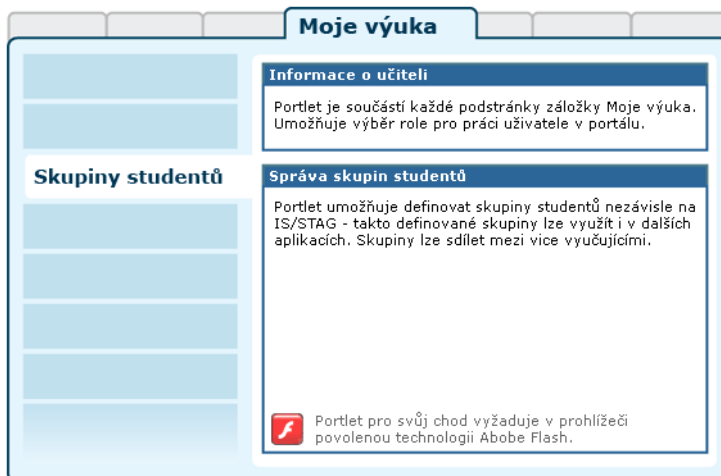 Moje výuka
Informace o učiteli
Portlet je součástí každé podstránky záložky Moje výuka.
Umožňuje výběr role pro práci uživatele v portálu.
Skupiny studentů
Správa skupin studentů
Portlet umožňuje definovat skupiny studentů nezávisle na
IS/STAG - takto definované skupiny lze využít i v dalších
aplikacích. Skupiny lze sdílet mezi vice vyučujícími.
Portlet pro svůj chod vyžaduje v prohlížeči
povolenou technologii Abobe Flash.